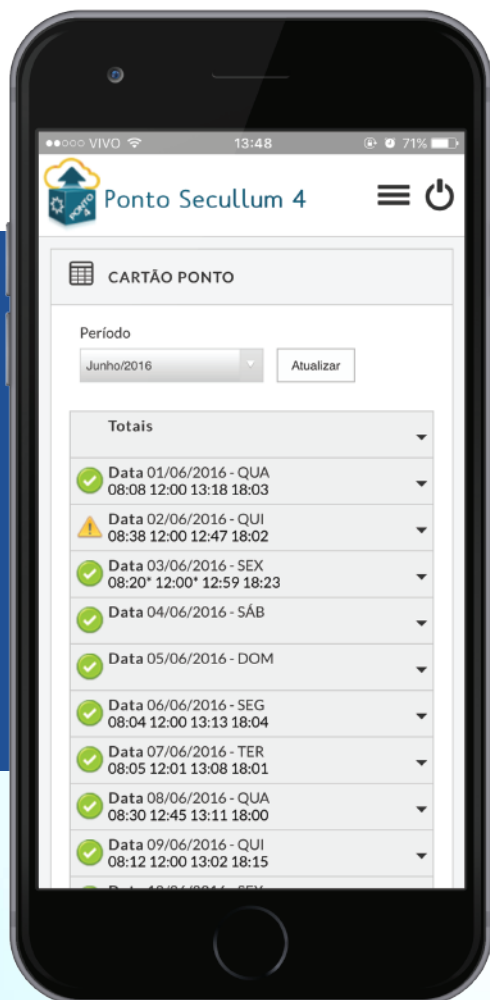 VIVO 13:48 71%
PONTO 4
Ponto Secullum 4
CARTÃO PONTO
Período
Junho/2016 Atualizar
Totais
Data 01/06/2016 - QUA
08:08 12:00 13:18 18:03
Data 02/06/2016 - QUI
08:38 12:00 12:47 18:02
Data 03/06/2016 - SEX
08:20* 12:00* 12:59 18:23
Data 04/06/2016 - SÁB
Data 05/06/2016 - DOM
Data 06/06/2016 - SEG
08:04 12:00 13:13 18:04
Data 07/06/2016 - TER
08:05 12:01 13:08 18:01
Data 08/06/2016 - QUA
08:30 12:45 13:11 18:00
Data 09/06/2016 - QUI
08:12 12:00 13:02 18:15